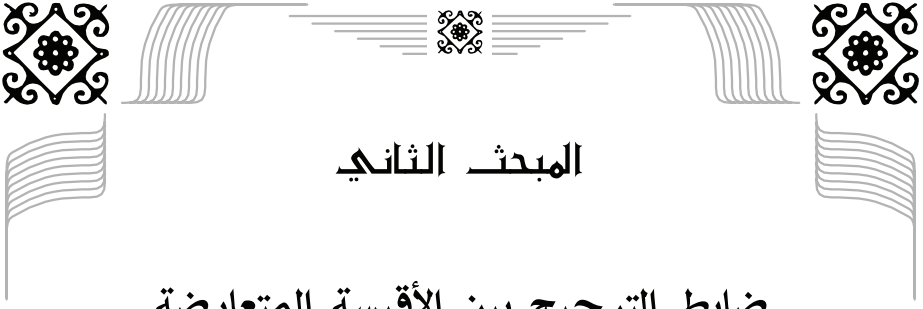 المبحث الثاني
ضابط الترجيح بين الأقيسة المتعارضة